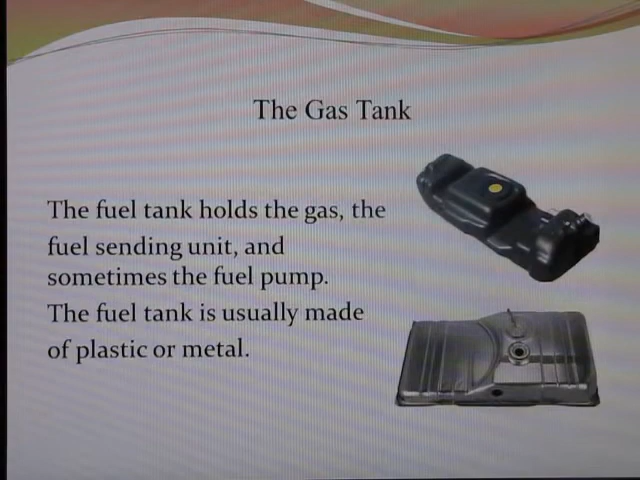 The Gas Tank
The fuel tank holds the gas, the
fuel sending unit, and
sometimes the fuel pump.
The fuel tank is usually made
of plastic or metal.